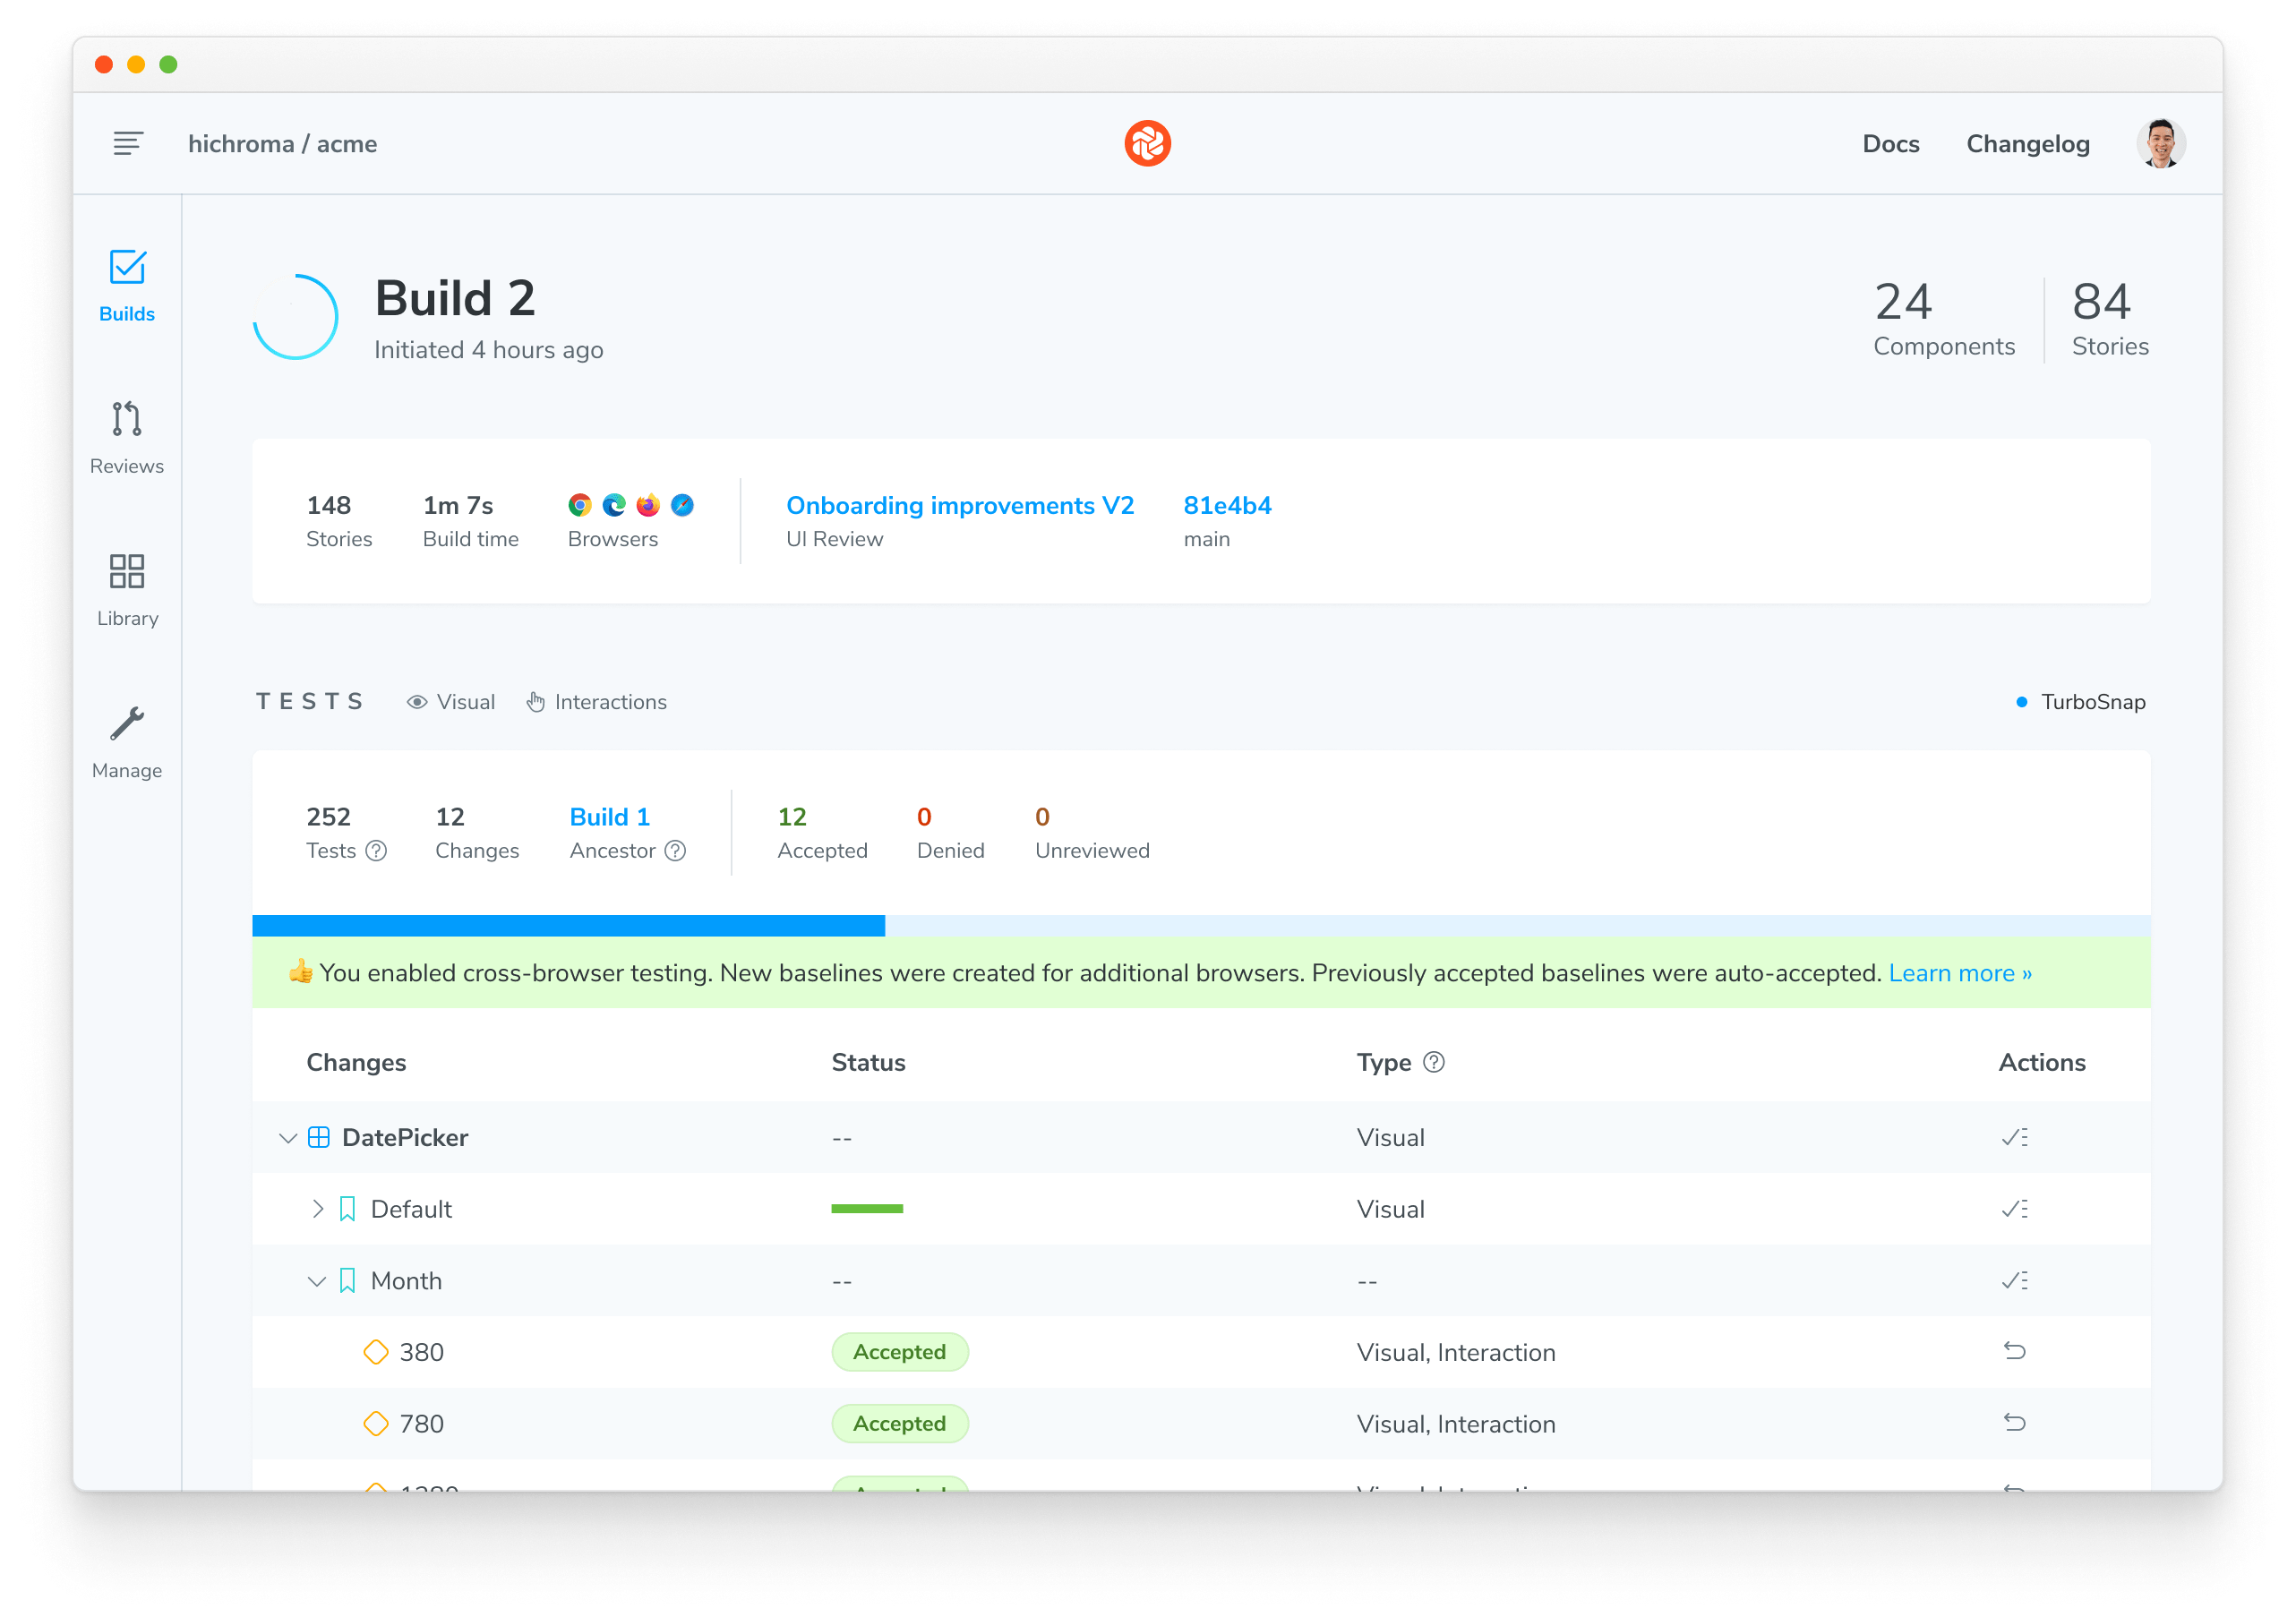 hichroma / acme
Docs Changelog
Builds
Reviews
Library
Manage
Build 2
Initiated 4 hours ago
24 84
Components Stories
148 1m 7s Onboarding improvements V2 81e4b4
Stories Build time Browsers UI Review main
TESTS Visual Interactions TurboSnap
252 12 Build 1 12 0 0
Tests ? Changes Ancestor ? Accepted Denied Unreviewed
👍 You enabled cross-browser testing. New baselines were created for additional browsers. Previously accepted baselines were auto-accepted. Learn more »
Changes Status Type ? Actions
DatePicker -- Visual
Default Visual
Month -- --
380 Accepted Visual, Interaction
780 Accepted Visual, Interaction